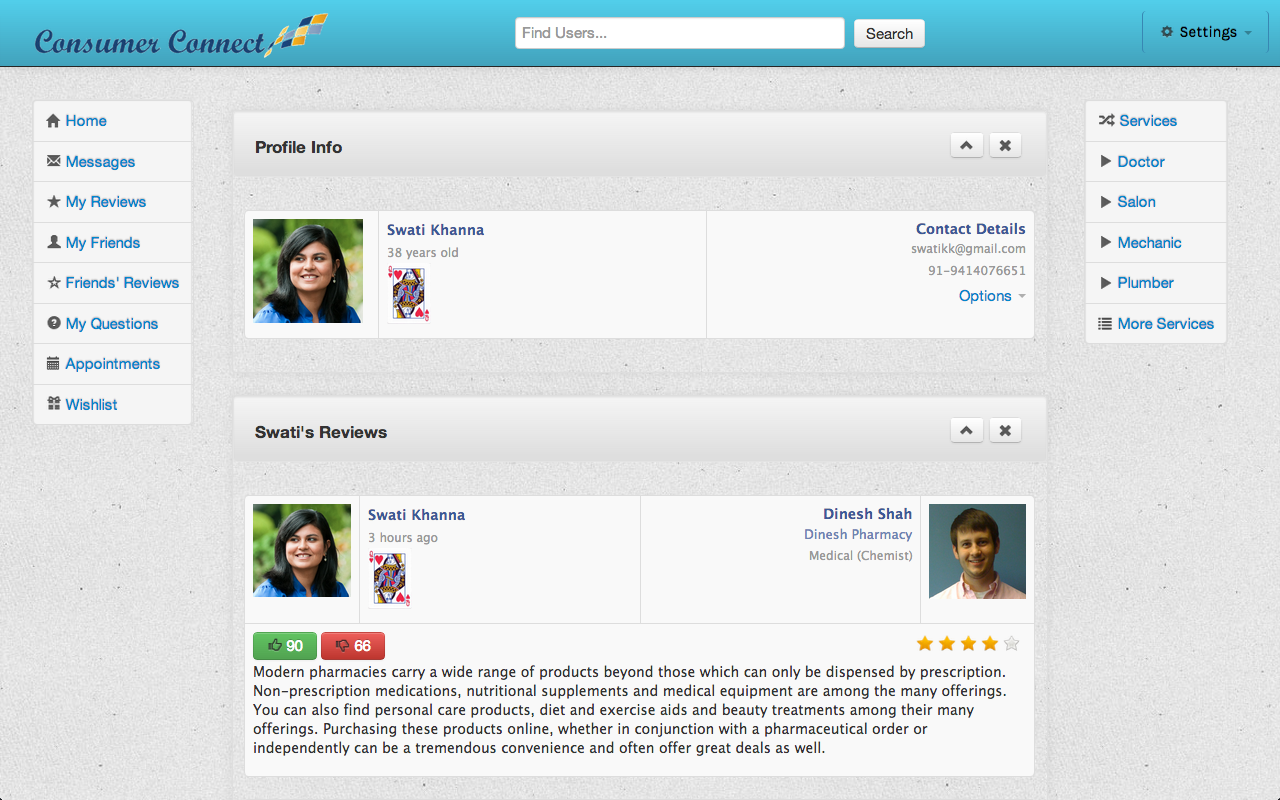 Consumer Connect
Find Users...
Search
Settings
Home
Messages
My Reviews
My Friends
Friends' Reviews
My Questions
Appointments
Wishlist
Profile Info
Swati Khanna
38 years old
Contact Details
swatikk@gmail.com
91-9414076651
Options
Swati's Reviews
Swati Khanna
3 hours ago
Dinesh Shah
Dinesh Pharmacy
Medical (Chemist)
90
66
Modern pharmacies carry a wide range of products beyond those which can only be dispensed by prescription.
Non-prescription medications, nutritional supplements and medical equipment are among the many offerings.
You can also find personal care products, diet and exercise aids and beauty treatments among their many
offerings. Purchasing these products online, whether in conjunction with a pharmaceutical order or
independently can be a tremendous convenience and often offer great deals as well.
Services
Doctor
Salon
Mechanic
Plumber
More Services